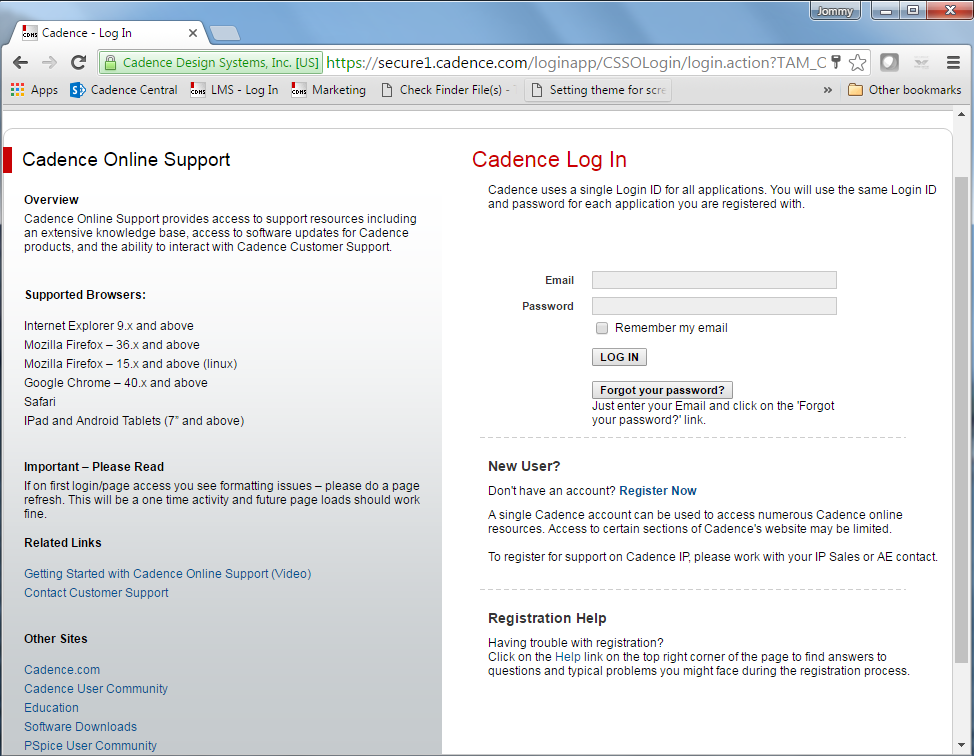 Jommy
CDMS Cadence - Log In
Cadence Design Systems, Inc. [US] https://secure1.cadence.com/loginapp/CSSOLogin/login.action?TAM_O
Apps Cadence Central CDMS LMS - Log In CDMS Marketing Check Finder File(s) - Setting theme for scre » Other bookmarks
Cadence Online Support
Overview
Cadence Online Support provides access to support resources including
an extensive knowledge base, access to software updates for Cadence
products, and the ability to interact with Cadence Customer Support.
Supported Browsers:
Internet Explorer 9.x and above
Mozilla Firefox – 36.x and above
Mozilla Firefox – 15.x and above (linux)
Google Chrome – 40.x and above
Safari
IPad and Android Tablets (7” and above)
Important – Please Read
If on first login/page access you see formatting issues – please do a page
refresh. This will be a one time activity and future page loads should work
fine.
Related Links
Getting Started with Cadence Online Support (Video)
Contact Customer Support
Other Sites
Cadence.com
Cadence User Community
Education
Software Downloads
PSpice User Community
Cadence Log In
Cadence uses a single Login ID for all applications. You will use the same Login ID
and password for each application you are registered with.
Email
Password
Remember my email
LOG IN
Forgot your password?
Just enter your Email and click on the 'Forgot
your password?' link.
New User?
Don't have an account? Register Now
A single Cadence account can be used to access numerous Cadence online
resources. Access to certain sections of Cadence's website may be limited.
To register for support on Cadence IP, please work with your IP Sales or AE contact.
Registration Help
Having trouble with registration?
Click on the Help link on the top right corner of the page to find answers to
questions and typical problems you might face during the registration process.